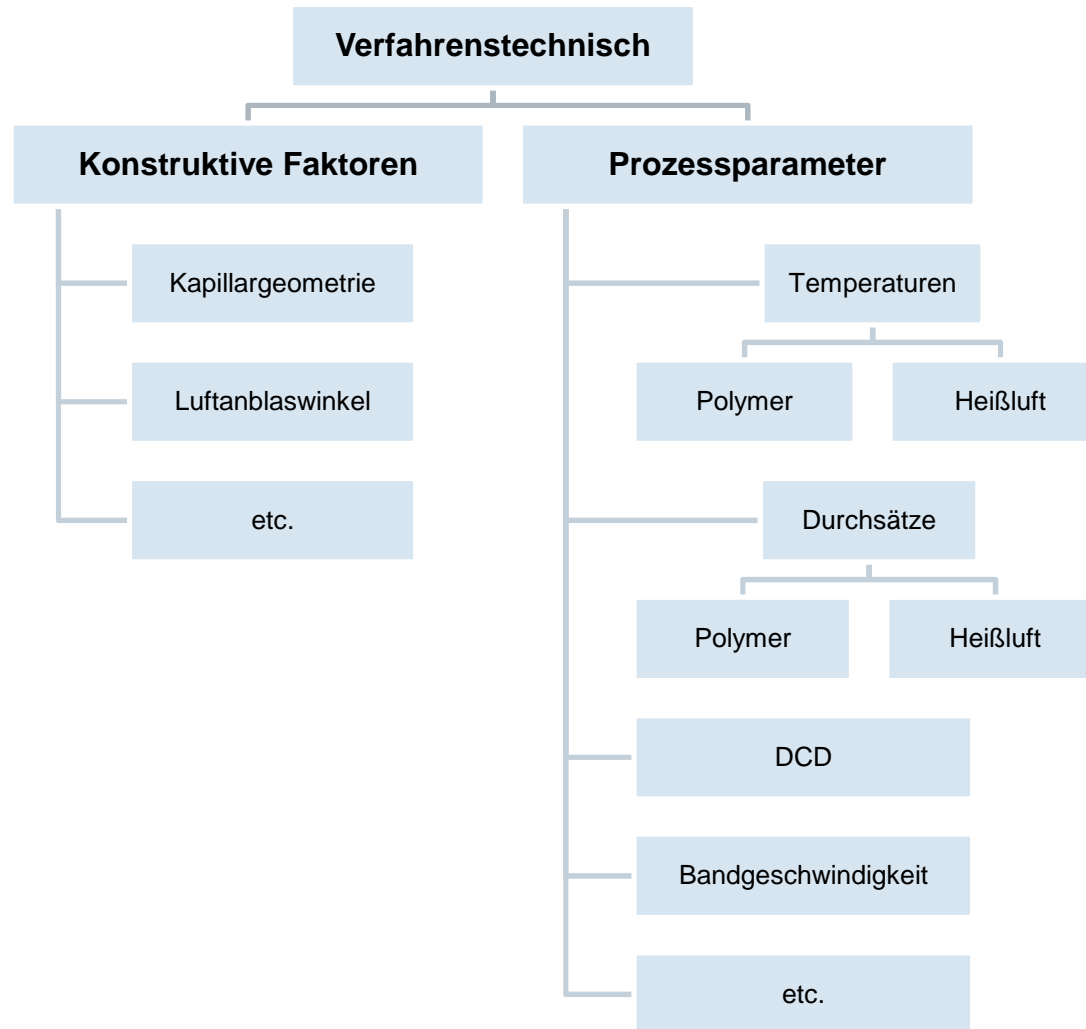 Verfahrenstechnisch
Konstruktive Faktoren
Kapillargeometrie
Luftanblaswinkel
etc.
Prozessparameter
Temperaturen
Polymer
Heißluft
Durchsätze
Polymer
Heißluft
DCD
Bandgeschwindigkeit
etc.